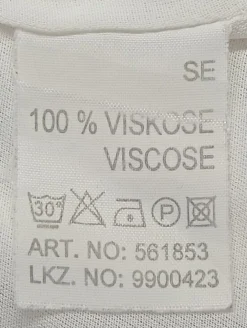 SE
100 % VISKOSE
VISCOSE
30°
P
ART. NO: 561853
LKZ. NO: 9900423